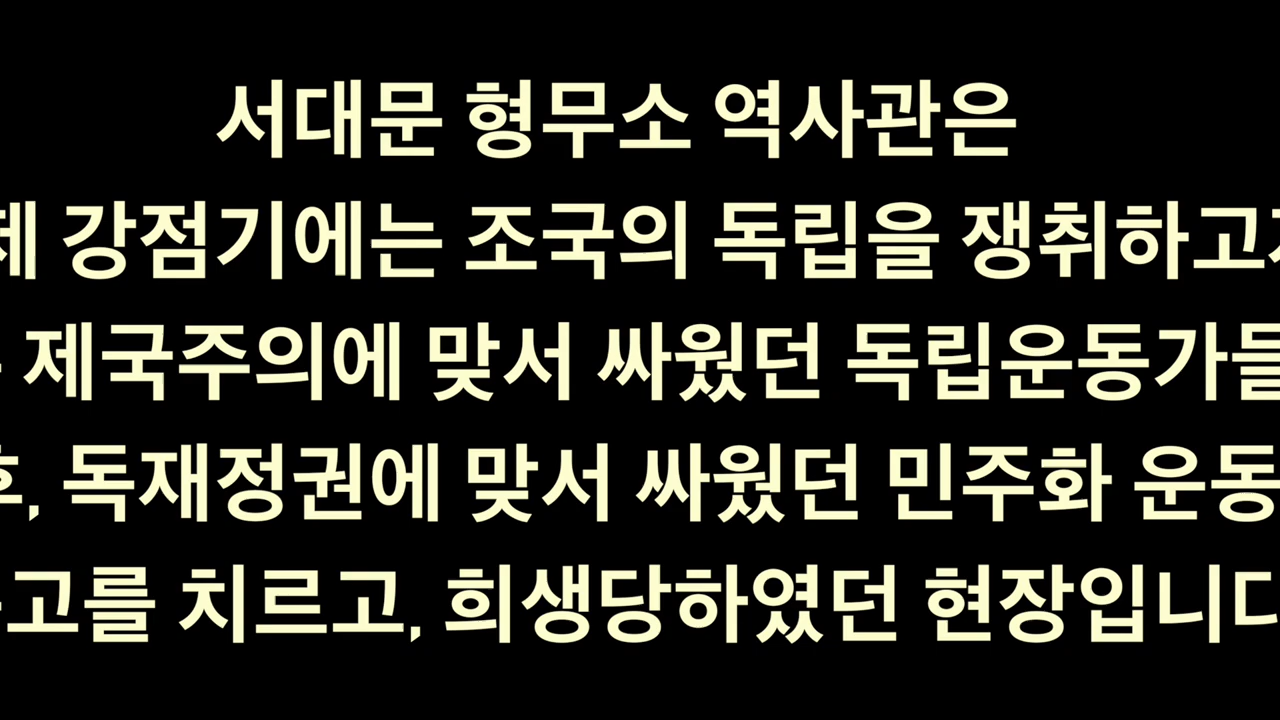 서대문 형무소 역사관은
제 강점기에는 조국의 독립을 쟁취하고
제국주의에 맞서 싸웠던 독립운동가들
, 독재정권에 맞서 싸웠던 민주화 운동
고를 치르고, 희생당하였던 현장입니다